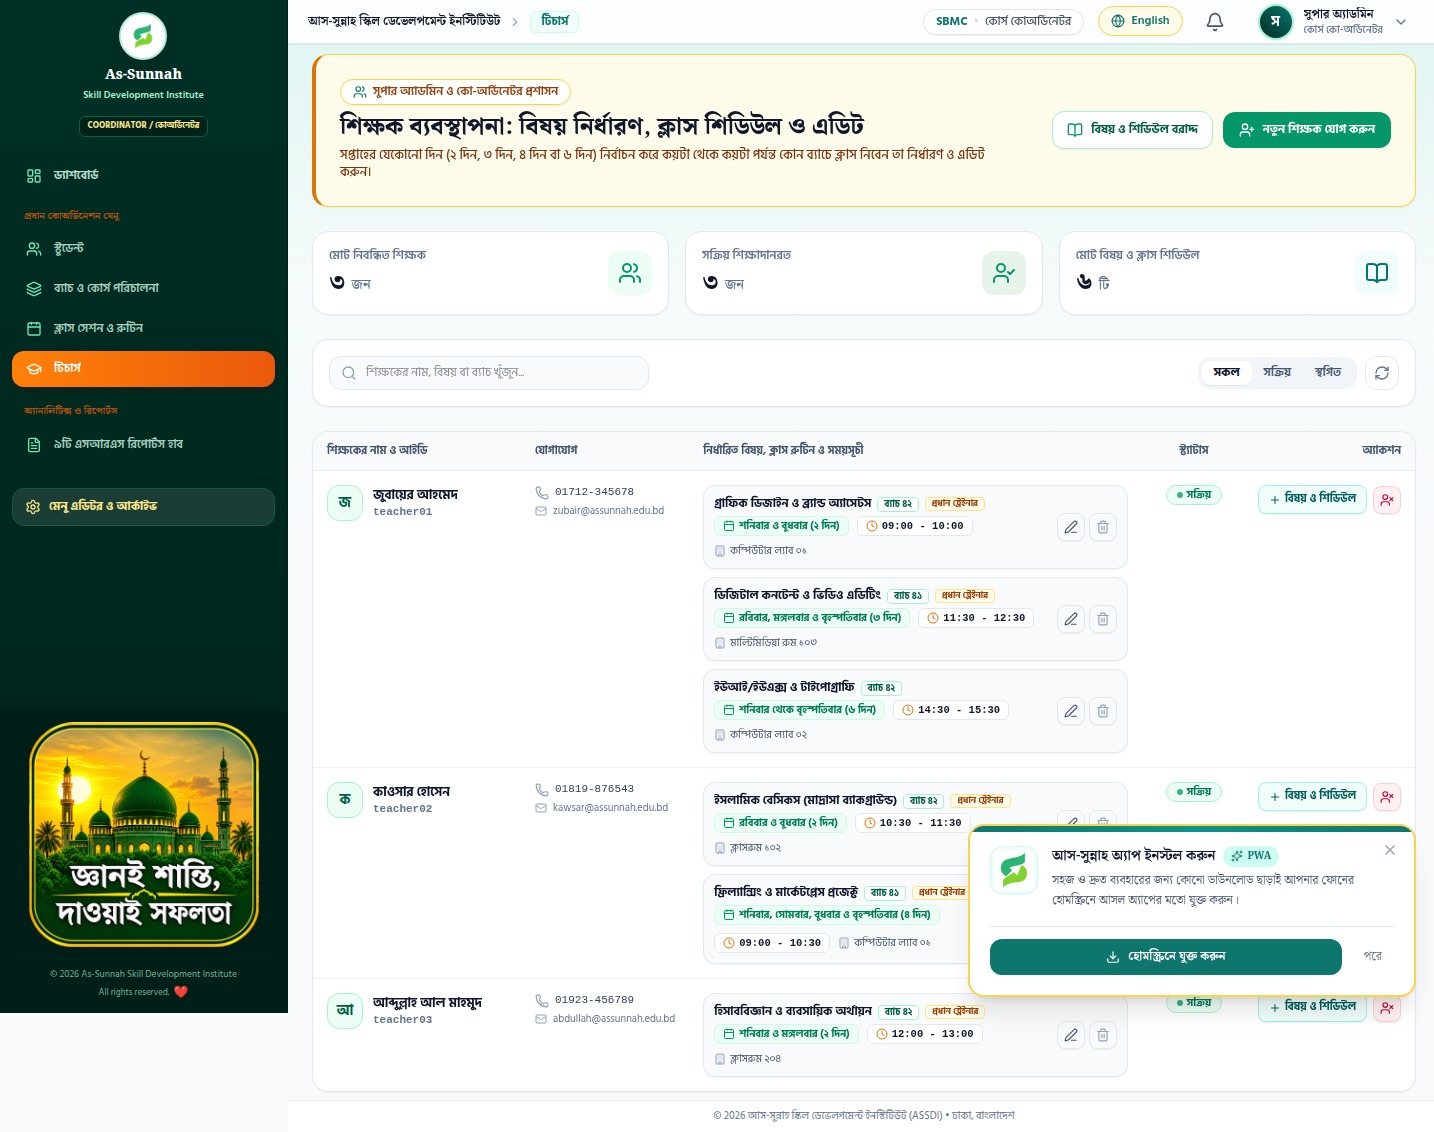 As-Sunnah
Skill Development Institute
COORDINATOR / কোঅর্ডিনেটর
ড্যাশবোর্ড
প্রধান কোঅর্ডিনেশন মেনু
স্টুডেন্ট
ব্যাচ ও কোর্স পরিচালনা
ক্লাস সেশন ও রুটিন
টিচার্স
অ্যানালিটিক্স ও রিপোর্টস
৯টি এসআরএস রিপোর্টস হাব
মেনু এডিটর ও আর্কাইভ
জ্ঞানই শান্তি,
দাওয়াই সফলতা
© 2026 As-Sunnah Skill Development Institute
All rights reserved. ❤️
আস-সুন্নাহ স্কিল ডেভেলপমেন্ট ইনস্টিটিউট > টিচার্স
SBMC • কোর্স কোঅর্ডিনেটর
English
স
সুপার অ্যাডমিন
কোর্স কো-অর্ডিনেটর
সুপার অ্যাডমিন ও কো-অর্ডিনেটর প্রশাসন
শিক্ষক ব্যবস্থাপনা: বিষয় নির্ধারণ, ক্লাস শিডিউল ও এডিট
সপ্তাহের যেকোনো দিন (২ দিন, ৩ দিন, ৪ দিন বা ৬ দিন) নির্বাচন করে কয়টা থেকে কয়টা পর্যন্ত কোন ব্যাচে ক্লাস নিবেন তা নির্ধারণ ও এডিট
করুন।
বিষয় ও শিডিউল বরাদ্দ
নতুন শিক্ষক যোগ করুন
মোট নিবন্ধিত শিক্ষক
৩ জন
সক্রিয় শিক্ষাদানরত
৩ জন
মোট বিষয় ও ক্লাস শিডিউল
৬ টি
শিক্ষকের নাম, বিষয় বা ব্যাচ খুঁজুন...
সকল সক্রিয় স্থগিত
শিক্ষকের নাম ও আইডি যোগাযোগ নির্ধারিত বিষয়, ক্লাস রুটিন ও সময়সূচী স্ট্যাটাস অ্যাকশন
জ
জুবায়ের আহমেদ
teacher01
01712-345678
zubair@assunnah.edu.bd
গ্রাফিক ডিজাইন ও ব্র্যান্ড অ্যাসেটস ব্যাচ ৪২ প্রধান ট্রেইনার
শনিবার ও বুধবার (২ দিন) 09:00 - 10:00
কম্পিউটার ল্যাব ০১
সক্রিয়
+ বিষয় ও শিডিউল
ডিজিটাল কনটেন্ট ও ভিডিও এডিটিং ব্যাচ ৪১ প্রধান ট্রেইনার
রবিবার, মঙ্গলবার ও বৃহস্পতিবার (৩ দিন) 11:30 - 12:30
মাল্টিমিডিয়া রুম ১০৩
ইউআই/ইউএক্স ও টাইপোগ্রাফি ব্যাচ ৪২
শনিবার থেকে বৃহস্পতিবার (৬ দিন) 14:30 - 15:30
কম্পিউটার ল্যাব ০২
ক
কাওসার হোসেন
teacher02
01819-876543
kawsar@assunnah.edu.bd
ইসলামিক বেসিকস (মাদ্রাসা ব্যাকগ্রাউন্ড) ব্যাচ ৪২ প্রধান ট্রেইনার
রবিবার ও বুধবার (২ দিন) 10:30 - 11:30
ক্লাসরুম ১০২
সক্রিয়
+ বিষয় ও শিডিউল
ফ্রিল্যান্সিং ও মার্কেটপ্লেস প্রজেক্ট ব্যাচ ৪১ প্রধান ট্রেইনার
শনিবার, সোমবার, বুধবার ও বৃহস্পতিবার (৪ দিন)
09:00 - 10:30 কম্পিউটার ল্যাব ০১
আ
আব্দুল্লাহ আল মাহমুদ
teacher03
01923-456789
abdullah@assunnah.edu.bd
হিসাববিজ্ঞান ও ব্যবসায়িক অর্থায়ন ব্যাচ ৪২ প্রধান ট্রেইনার
শনিবার ও মঙ্গলবার (২ দিন) 12:00 - 13:00
ক্লাসরুম ২০৪
সক্রিয়
+ বিষয় ও শিডিউল
আস-সুন্নাহ অ্যাপ ইনস্টল করুন PWA
সহজ ও দ্রুত ব্যবহারের জন্য কোনো ডাউনলোড ছাড়াই আপনার ফোনের
হোমস্ক্রিনে আসল অ্যাপের মতো যুক্ত করুন।
হোমস্ক্রিনে যুক্ত করুন
পরে
© 2026 আস-সুন্নাহ স্কিল ডেভেলপমেন্ট ইনস্টিটিউট (ASSDI) • ঢাকা, বাংলাদেশ